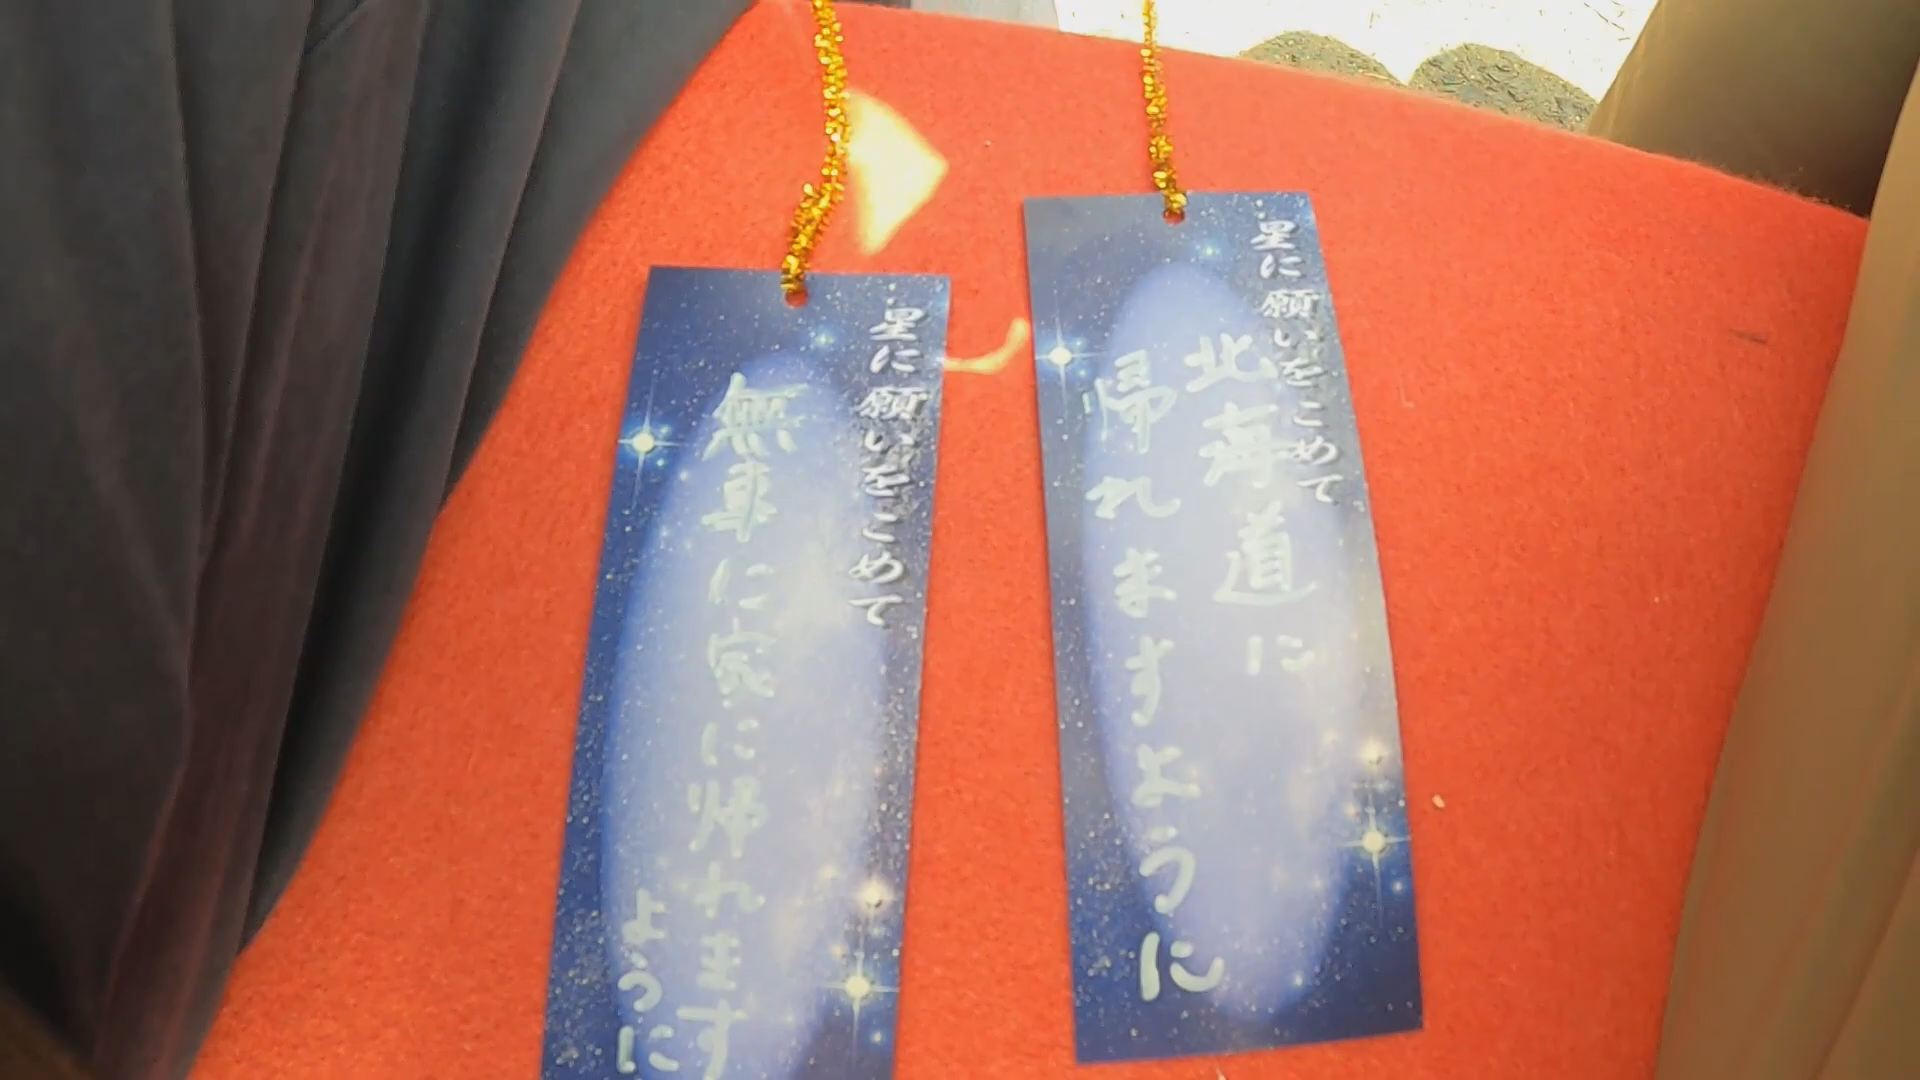 星に願いをこめて
無事に家に帰れます
ように
星に願いをこめて
北海道に
帰れ来ますように